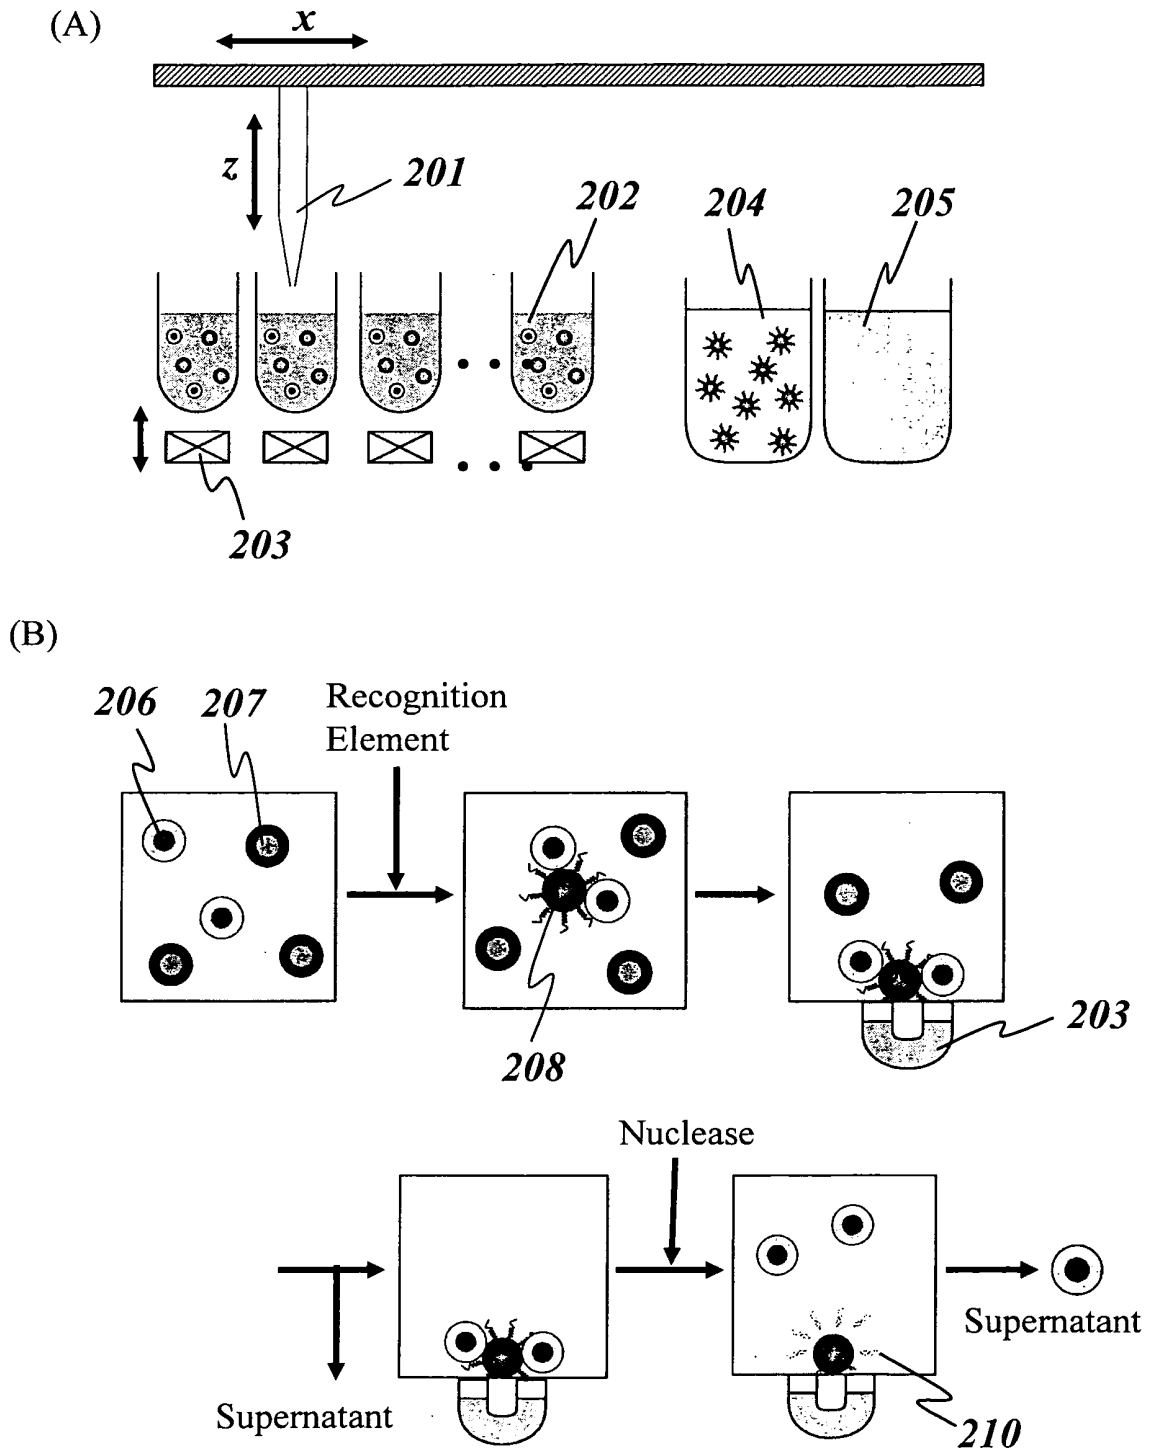 (A)
x
z
201
202
204
205
203
(B)
206
207
Recognition
Element
208
203
Nuclease
Supernatant
Supernatant
210